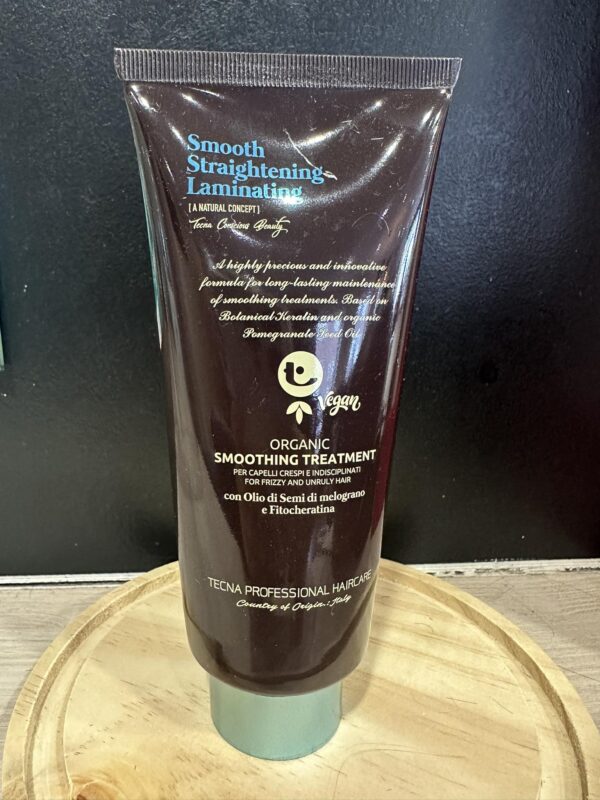 Smooth
Straightening
Laminating
[A NATURAL CONCEPT]
Tecna Conscious Beauty
A highly precious and innovative
formula for long-lasting maintenance
of smoothing treatments. Based on
Botanical Keratin and organic
Pomegranate Seed Oil.
Vegan
ORGANIC
SMOOTHING TREATMENT
PER CAPELLI CRESPI E INDISCIPLINATI
FOR FRIZZY AND UNRULY HAIR
con Olio di Semi di melograno
e Fitocheratina
TECNA PROFESSIONAL HAIRCARE
Country of Origin: Italy